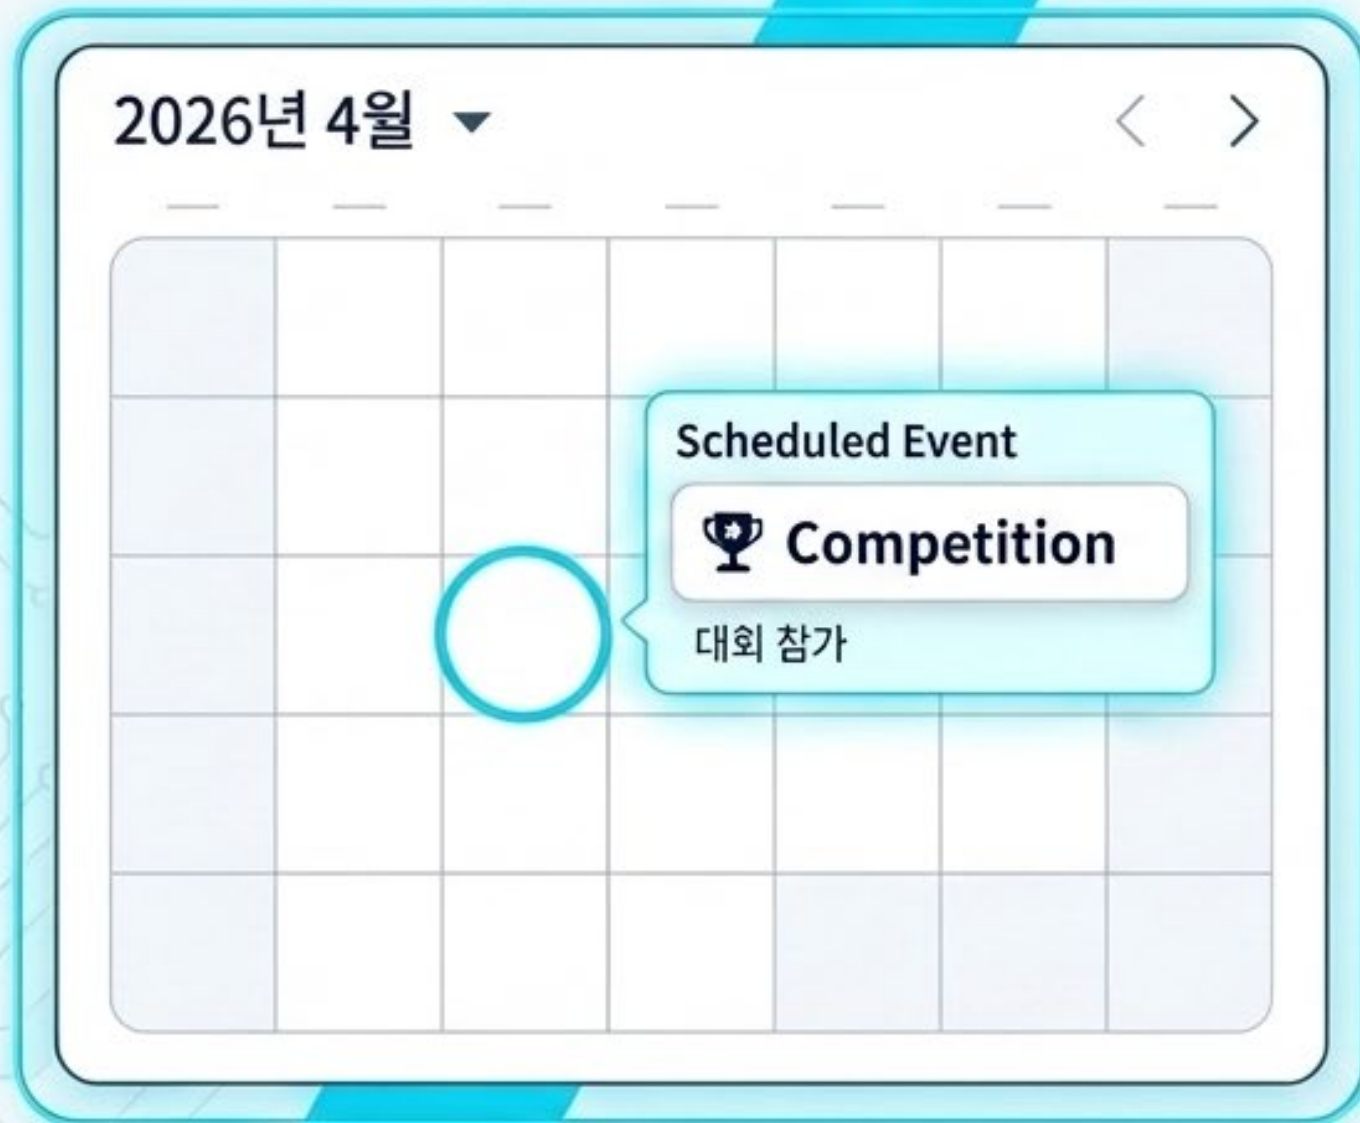 2026년 4월
Scheduled Event
Competition
대회 참가